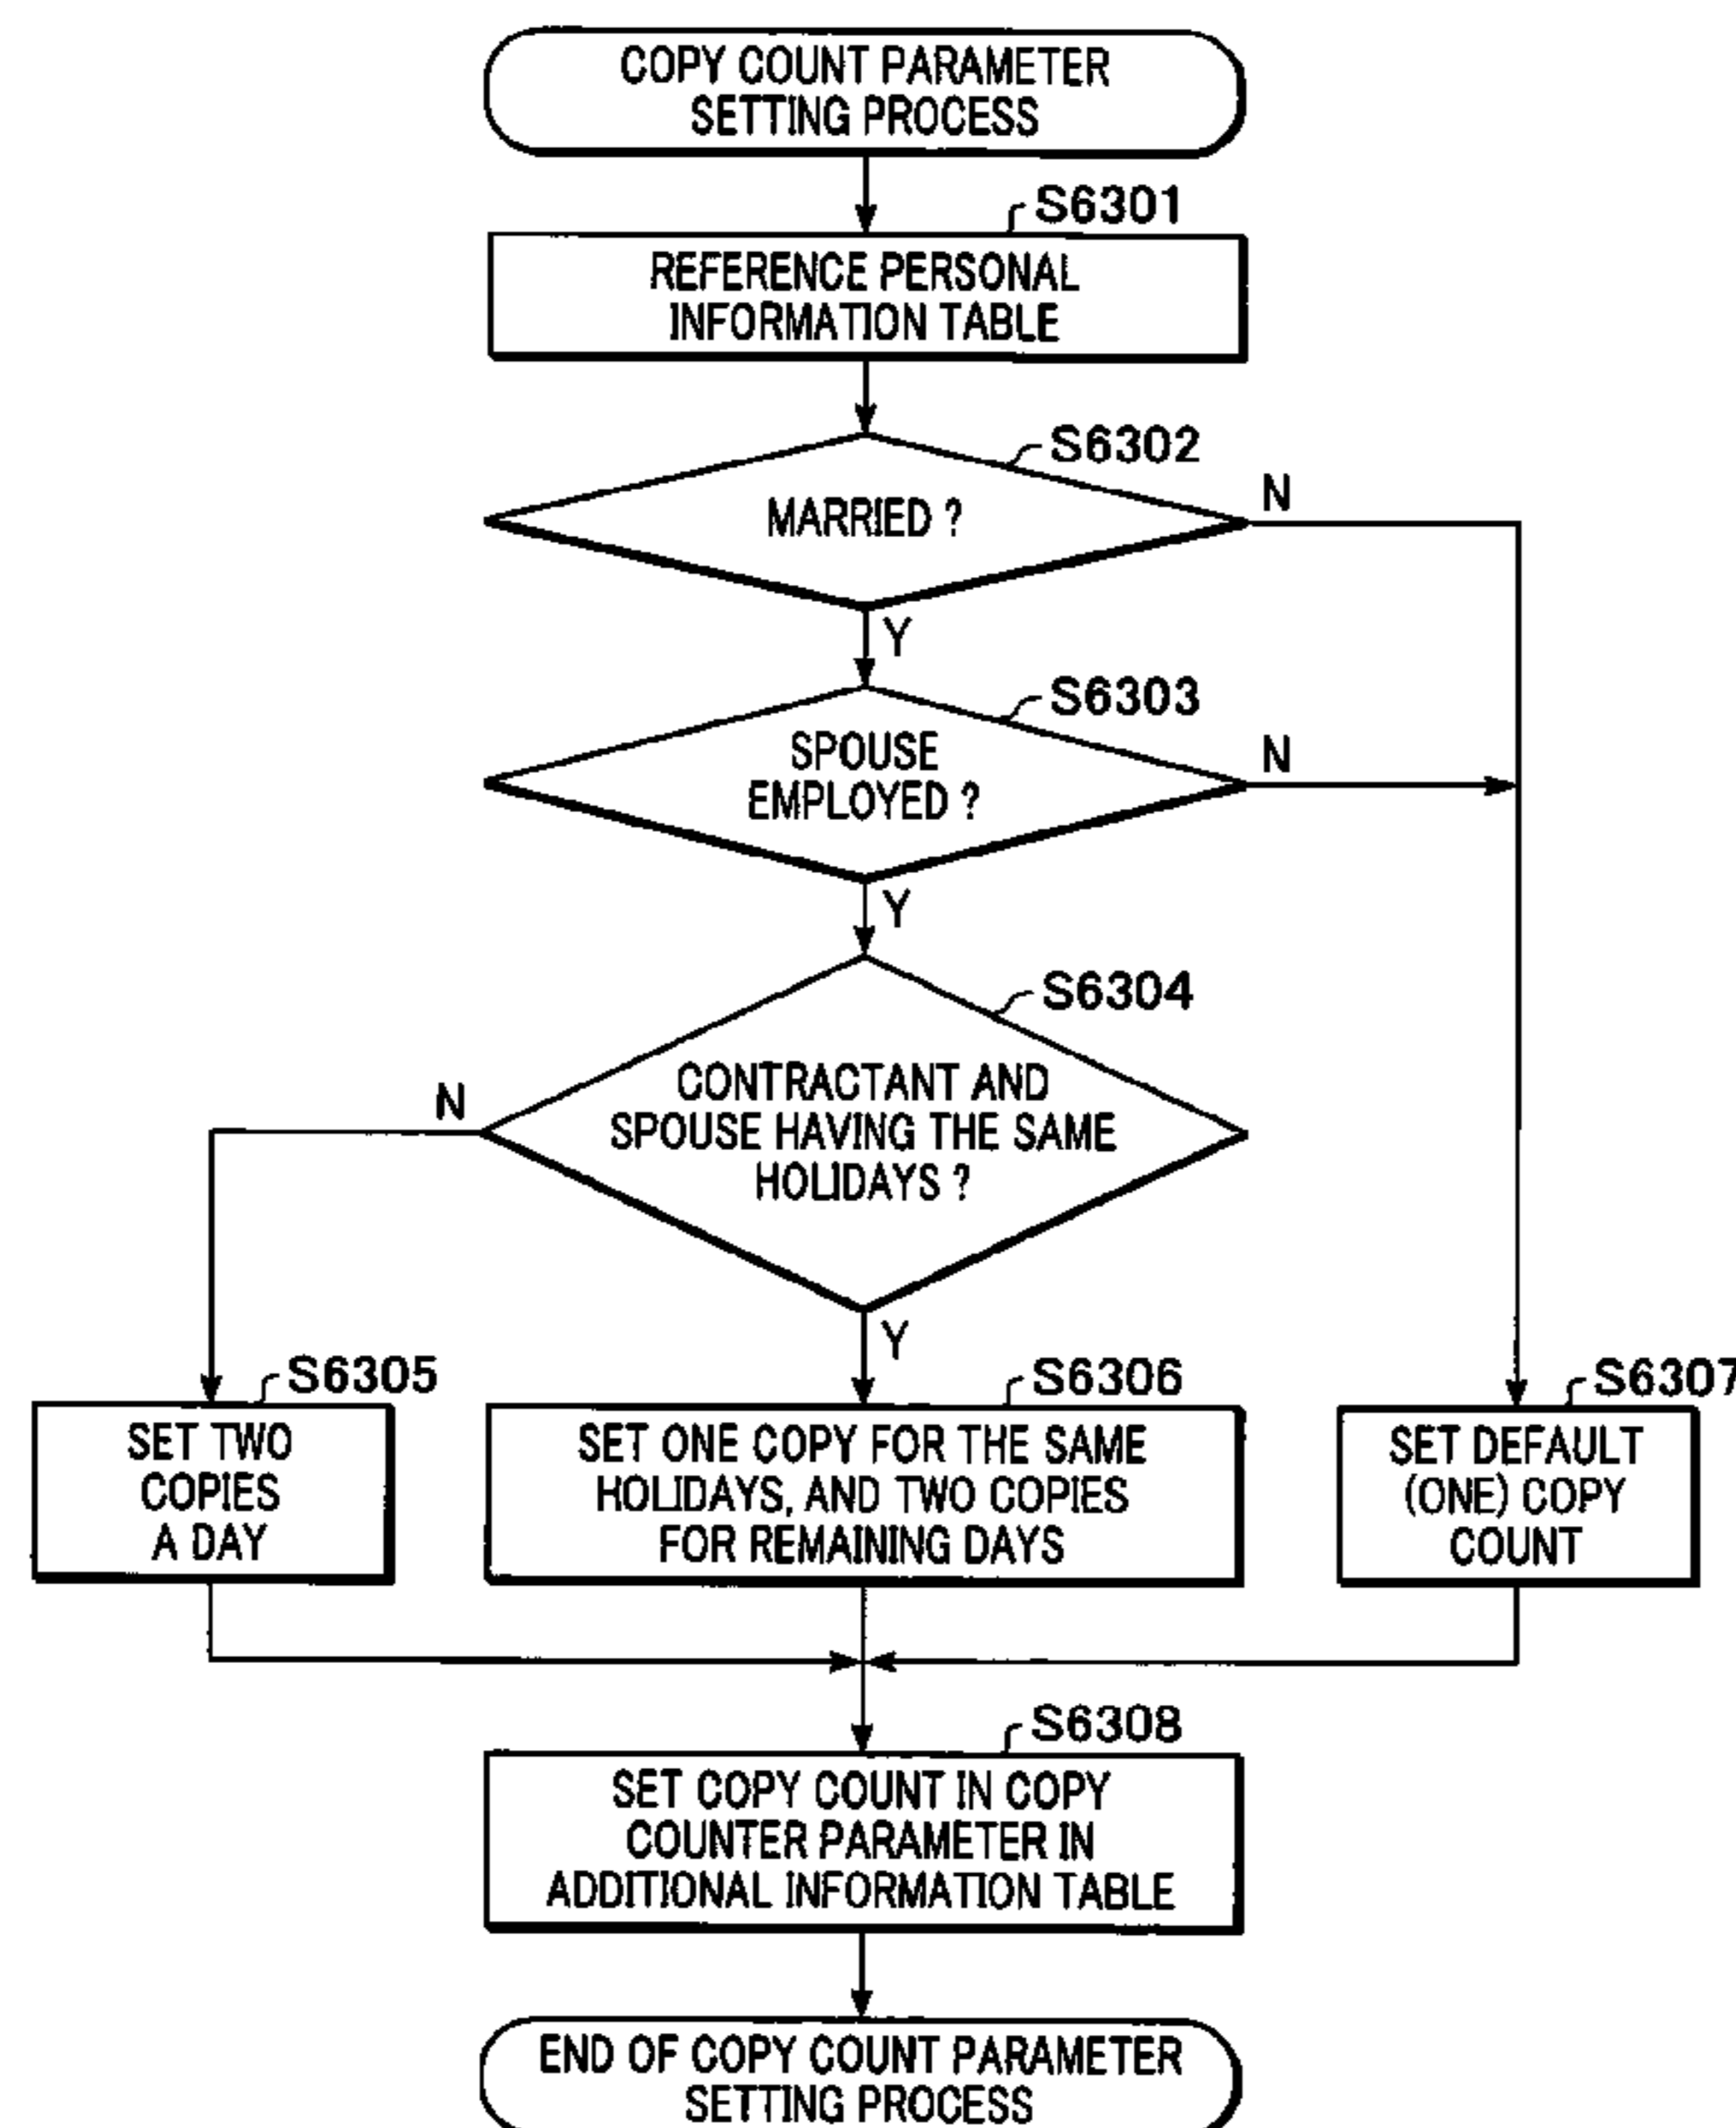 COPY COUNT PARAMETER
SETTING PROCESS
S6301
REFERENCE PERSONAL
INFORMATION TABLE
S6302
MARRIED ?
N
Y
S6303
SPOUSE
EMPLOYED ?
N
Y
S6304
CONTRACTANT AND
SPOUSE HAVING THE SAME
HOLIDAYS ?
N
Y
S6305
SET TWO
COPIES
A DAY
S6306
SET ONE COPY FOR THE SAME
HOLIDAYS, AND TWO COPIES
FOR REMAINING DAYS
S6307
SET DEFAULT
(ONE) COPY
COUNT
S6308
SET COPY COUNT IN COPY
COUNTER PARAMETER IN
ADDITIONAL INFORMATION TABLE
END OF COPY COUNT PARAMETER
SETTING PROCESS